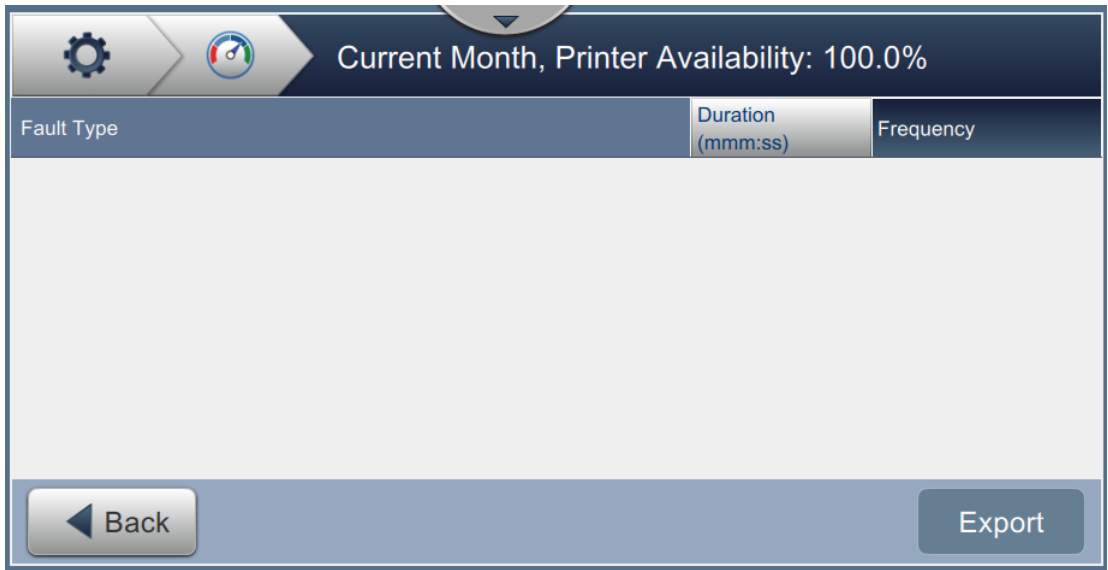 Current Month, Printer Availability: 100.0%
Fault Type
Duration
(mmm:ss)
Frequency
Back
Export